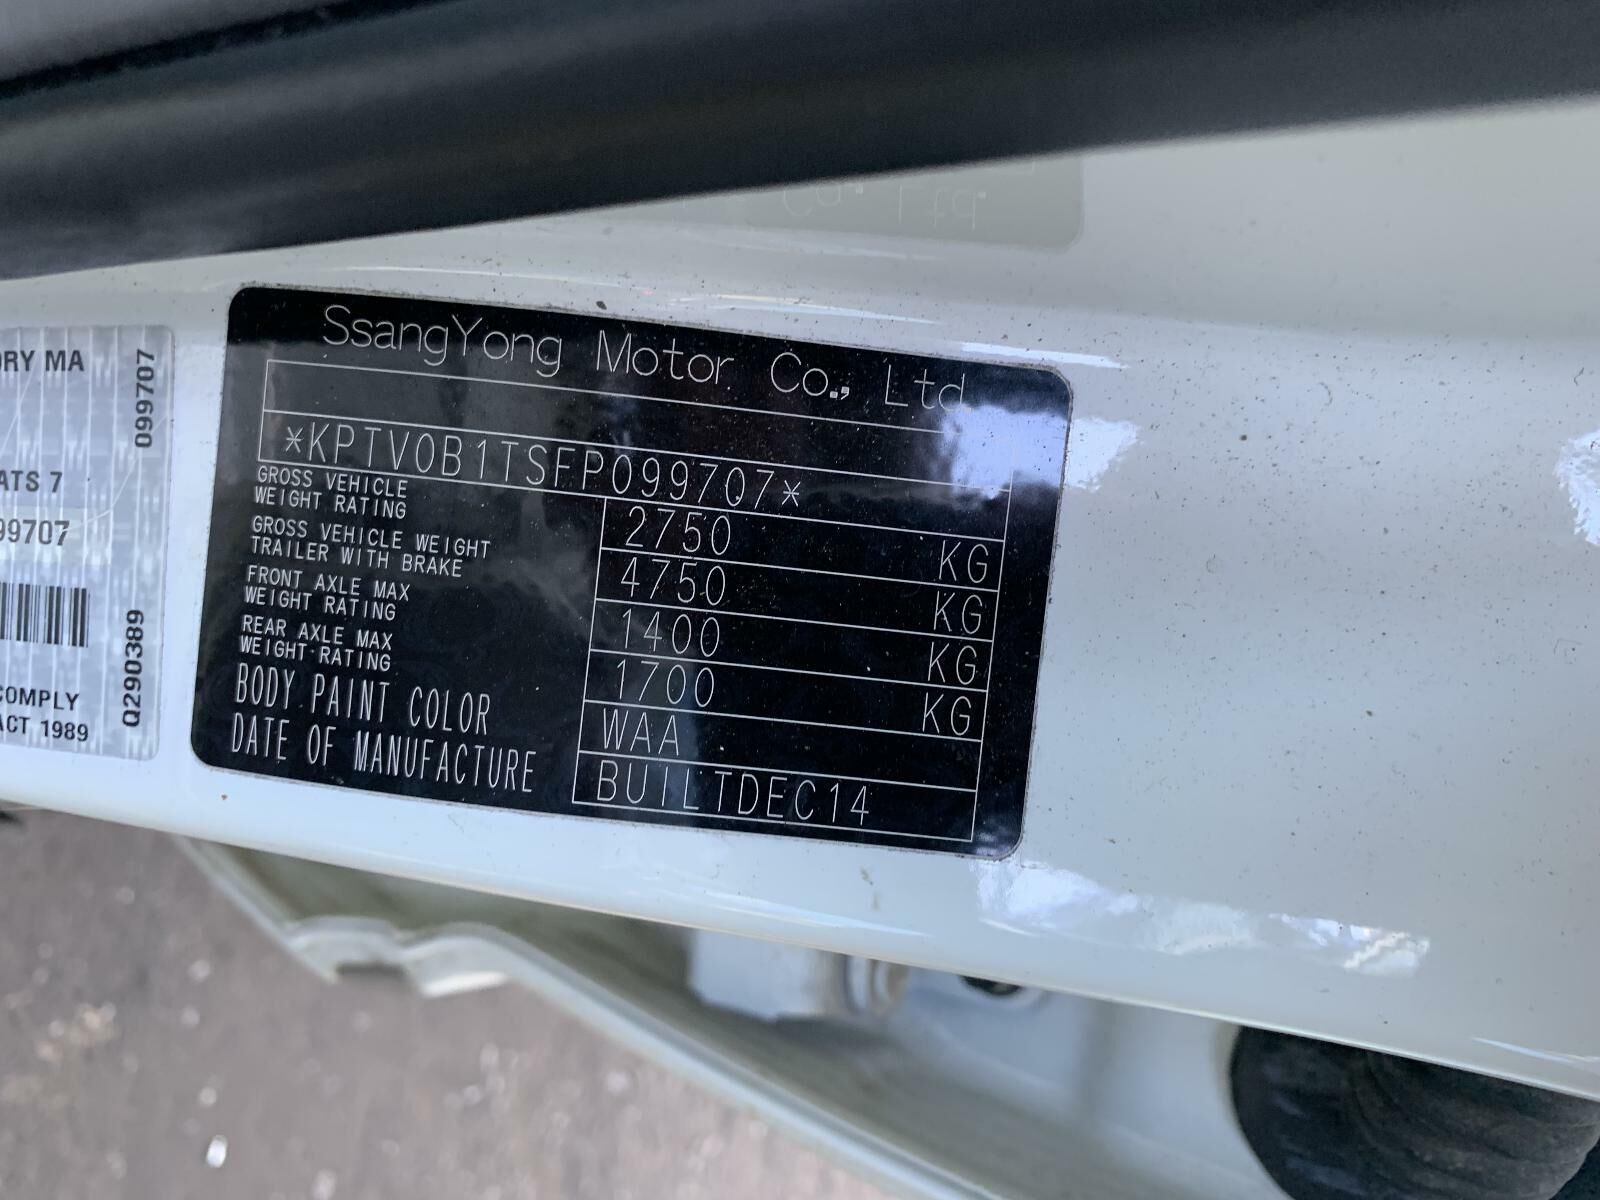 SsangYong Motor Co., Ltd.
*KPTV0B1TSFP099707*
GROSS VEHICLE
WEIGHT RATING
2750 KG
GROSS VEHICLE WEIGHT
TRAILER WITH BRAKE
4750 KG
FRONT AXLE MAX
WEIGHT RATING
1400 KG
REAR AXLE MAX
WEIGHT RATING
1700 KG
BODY PAINT COLOR
WAA
DATE OF MANUFACTURE
BUILTDEC14
ORY MA
ATS 7
99707
COMPLY
ACT 1989
099707
Q290389
Co., Ltd.